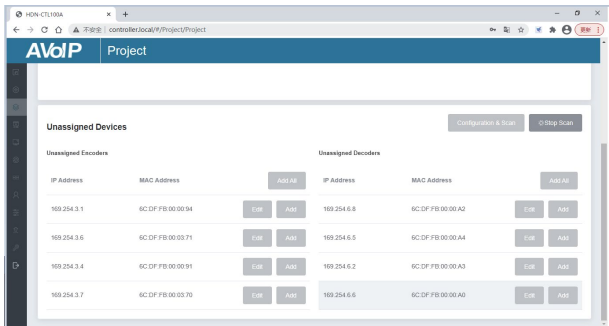 HDN-CTL100A
不安全 | controller.local/#/Project/Project
更新
AVoIP
Project
Unassigned Devices
Configuration & Scan
Stop Scan
Unassigned Encoders
Unassigned Decoders
IP Address MAC Address Add All
IP Address MAC Address Add All
169.254.3.1 6C:DF:FB:00:00:94 Edit Add
169.254.6.8 6C:DF:FB:00:00:A2 Edit Add
169.254.3.6 6C:DF:FB:00:03:71 Edit Add
169.254.6.5 6C:DF:FB:00:00:A4 Edit Add
169.254.3.4 6C:DF:FB:00:00:91 Edit Add
169.254.6.2 6C:DF:FB:00:00:A3 Edit Add
169.254.3.7 6C:DF:FB:00:03:70 Edit Add
169.254.6.6 6C:DF:FB:00:00:A0 Edit Add